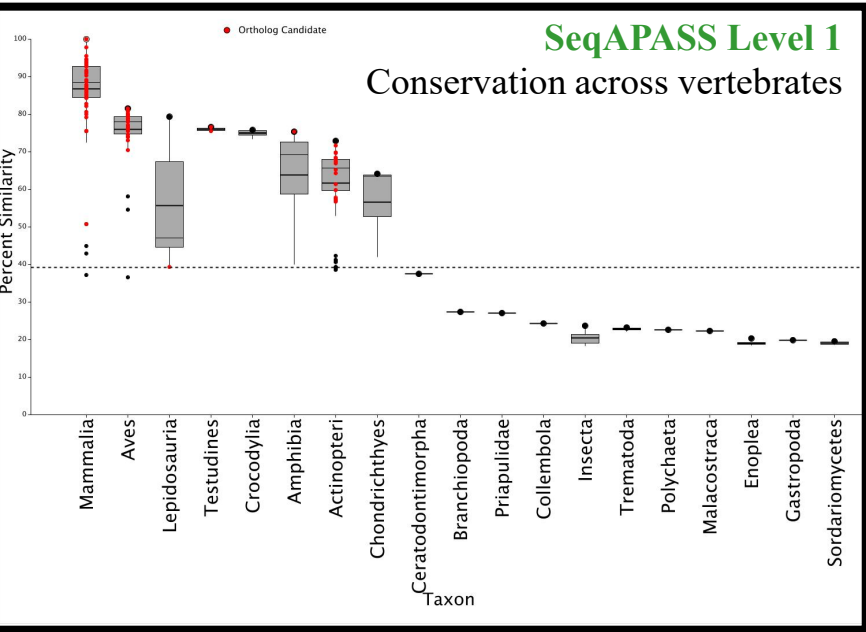 Ortholog Candidate
SeqAPASS Level 1
Conservation across vertebrates
Percent Similarity
100
90
80
70
60
50
40
30
20
10
0
Mammalia
Aves
Lepidosauria
Testudines
Crocodylia
Amphibia
Actinopteri
Chondrichthyes
Ceratodontimorpha
Branchiopoda
Priapulidae
Collembola
Insecta
Trematoda
Polychaeta
Malacostraca
Enoplea
Gastropoda
Sordariomycetes
Taxon